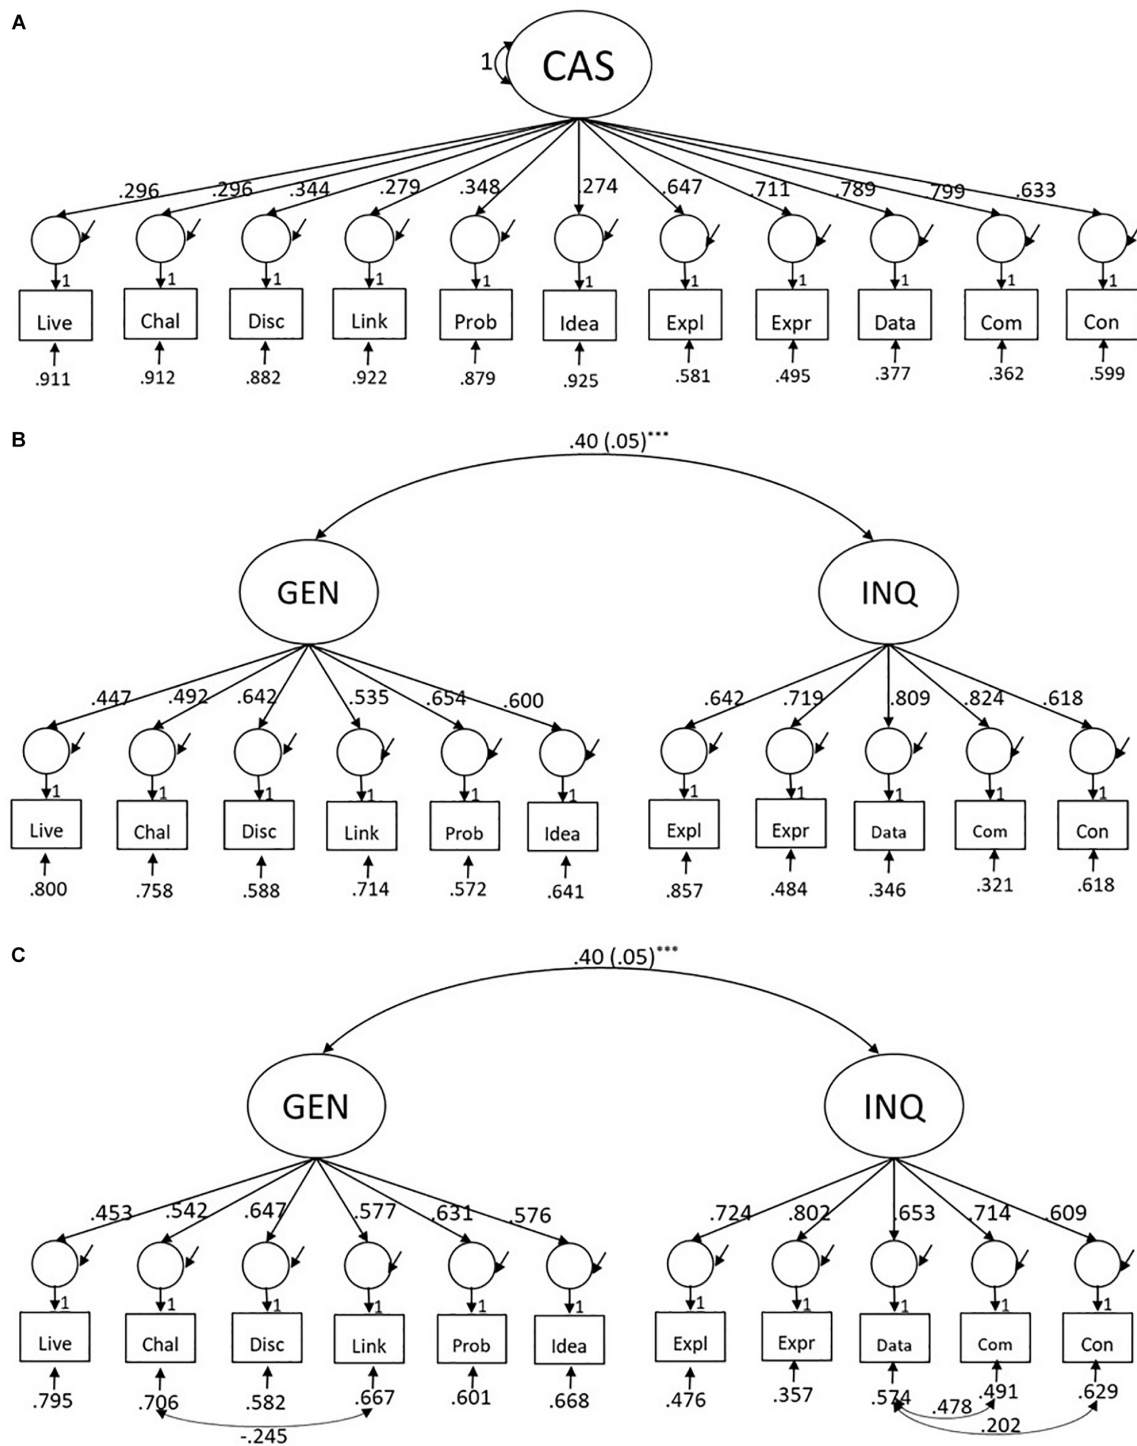 A
1
CAS
.296 .296 .344 .279 .348 .274 .647 .711 .789 .799 .633
1 1 1 1 1 1 1 1 1 1 1
Live Chal Disc Link Prob Idea Expl Expr Data Com Con
.911 .912 .882 .922 .879 .925 .581 .495 .377 .362 .599
B
.40 (.05)***
GEN INQ
.447 .492 .642 .535 .654 .600 .642 .719 .809 .824 .618
1 1 1 1 1 1 1 1 1 1 1
Live Chal Disc Link Prob Idea Expl Expr Data Com Con
.800 .758 .588 .714 .572 .641 .857 .484 .346 .321 .618
C
.40 (.05)***
GEN INQ
.453 .542 .647 .577 .631 .576 .724 .802 .653 .714 .609
1 1 1 1 1 1 1 1 1 1 1
Live Chal Disc Link Prob Idea Expl Expr Data Com Con
.795 .706 .582 .667 .601 .668 .476 .357 .574 .491 .629
-.245 .478
.202